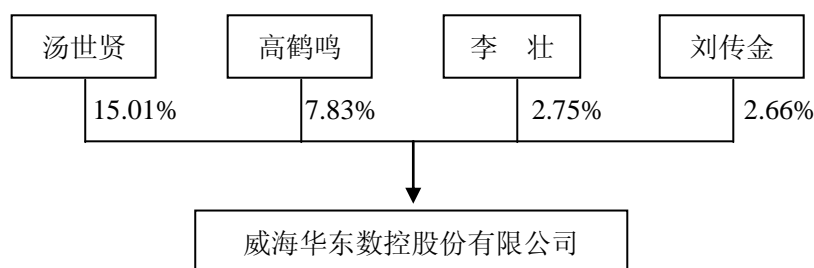 汤世贤 高鹤鸣 李 壮 刘传金
15.01% 7.83% 2.75% 2.66%
威海华东数控股份有限公司